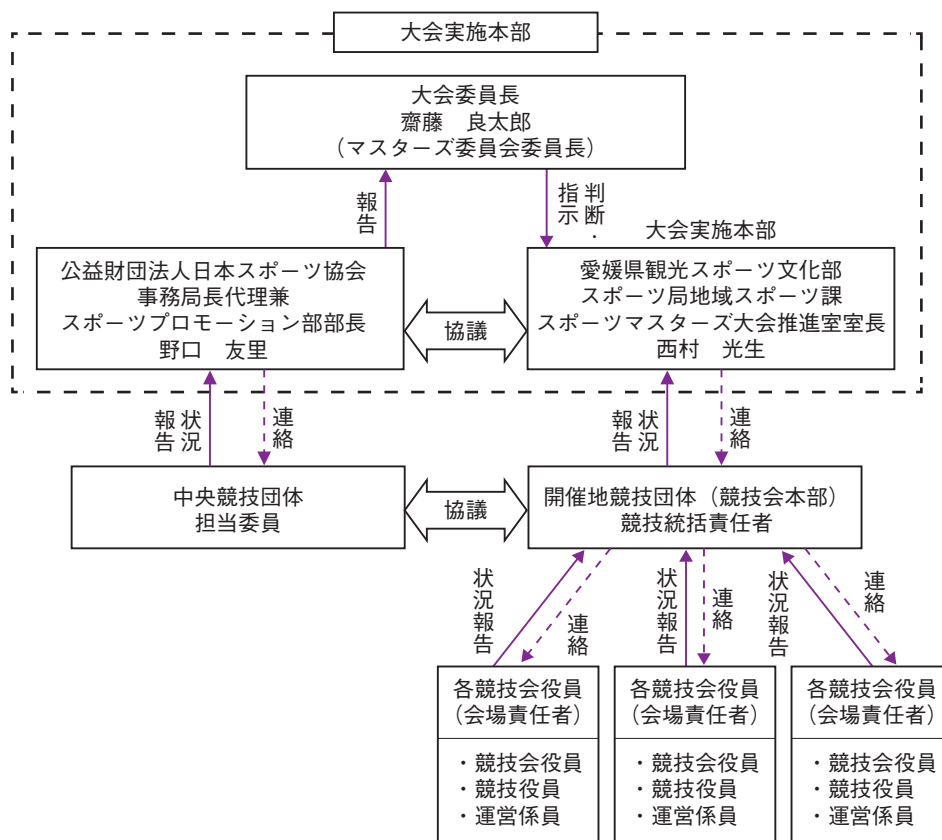 大会実施本部
大会委員長
齋藤 良太郎
（マスターズ委員会委員長）
報告
判断・
指示
大会実施本部
公益財団法人日本スポーツ協会
事務局長代理兼
スポーツプロモーション部部長
野口 友里
協議
愛媛県観光スポーツ文化部
スポーツ局地域スポーツ課
スポーツマスターズ大会推進室室長
西村 光生
状況
報告
連絡
状況
報告
連絡
中央競技団体
担当委員
協議
開催地競技団体（競技会本部）
競技統括責任者
状況報告
連絡
状況報告
連絡
状況報告
連絡
各競技会役員
（会場責任者）
・競技会役員
・競技役員
・運営係員
各競技会役員
（会場責任者）
・競技会役員
・競技役員
・運営係員
各競技会役員
（会場責任者）
・競技会役員
・競技役員
・運営係員